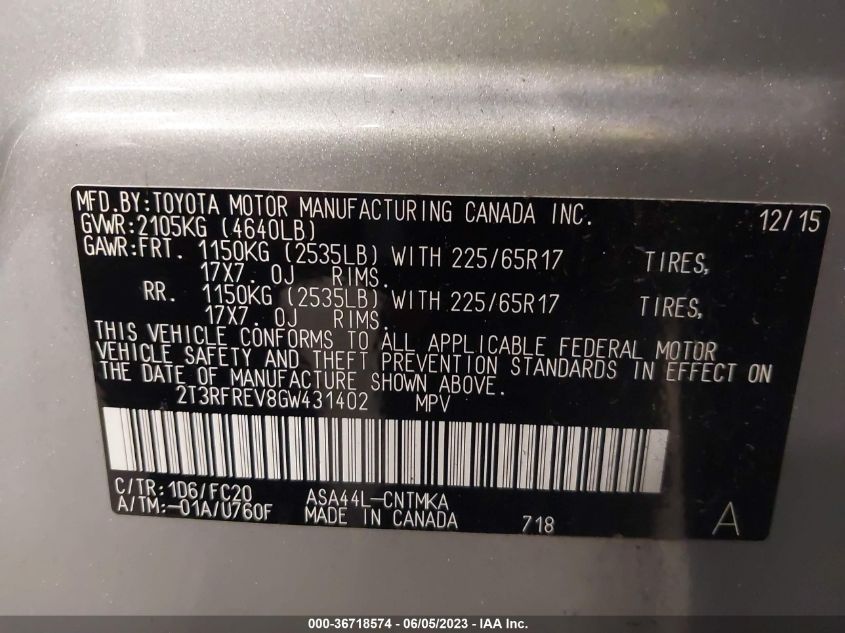 MFD.BY:TOYOTA MOTOR MANUFACTURING CANADA INC. 12/15
GVWR:2105KG (4640LB)
GAWR:FRT. 1150KG (2535LB) WITH 225/65R17 TIRES,
17X7.0J RIMS.
RR. 1150KG (2535LB) WITH 225/65R17 TIRES,
17X7.0J RIMS.
THIS VEHICLE CONFORMS TO ALL APPLICABLE FEDERAL MOTOR
VEHICLE SAFETY AND THEFT PREVENTION STANDARDS IN EFFECT ON
THE DATE OF MANUFACTURE SHOWN ABOVE.
2T3RFREV8GW431402 MPV
C/TR:1D6/FC20 ASA44L-CNTMKA
A/TM:-01A/U760F MADE IN CANADA 718 A
000-36718574 - 06/05/2023 - IAA Inc.